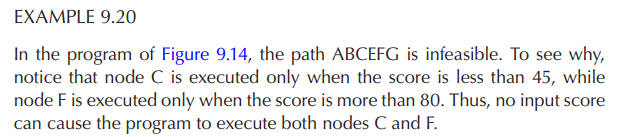 EXAMPLE 9.20
In the program of Figure 9.14, the path ABCEFG is infeasible. To see why,
notice that node C is executed only when the score is less than 45, while
node F is executed only when the score is more than 80. Thus, no input score
can cause the program to execute both nodes C and F.